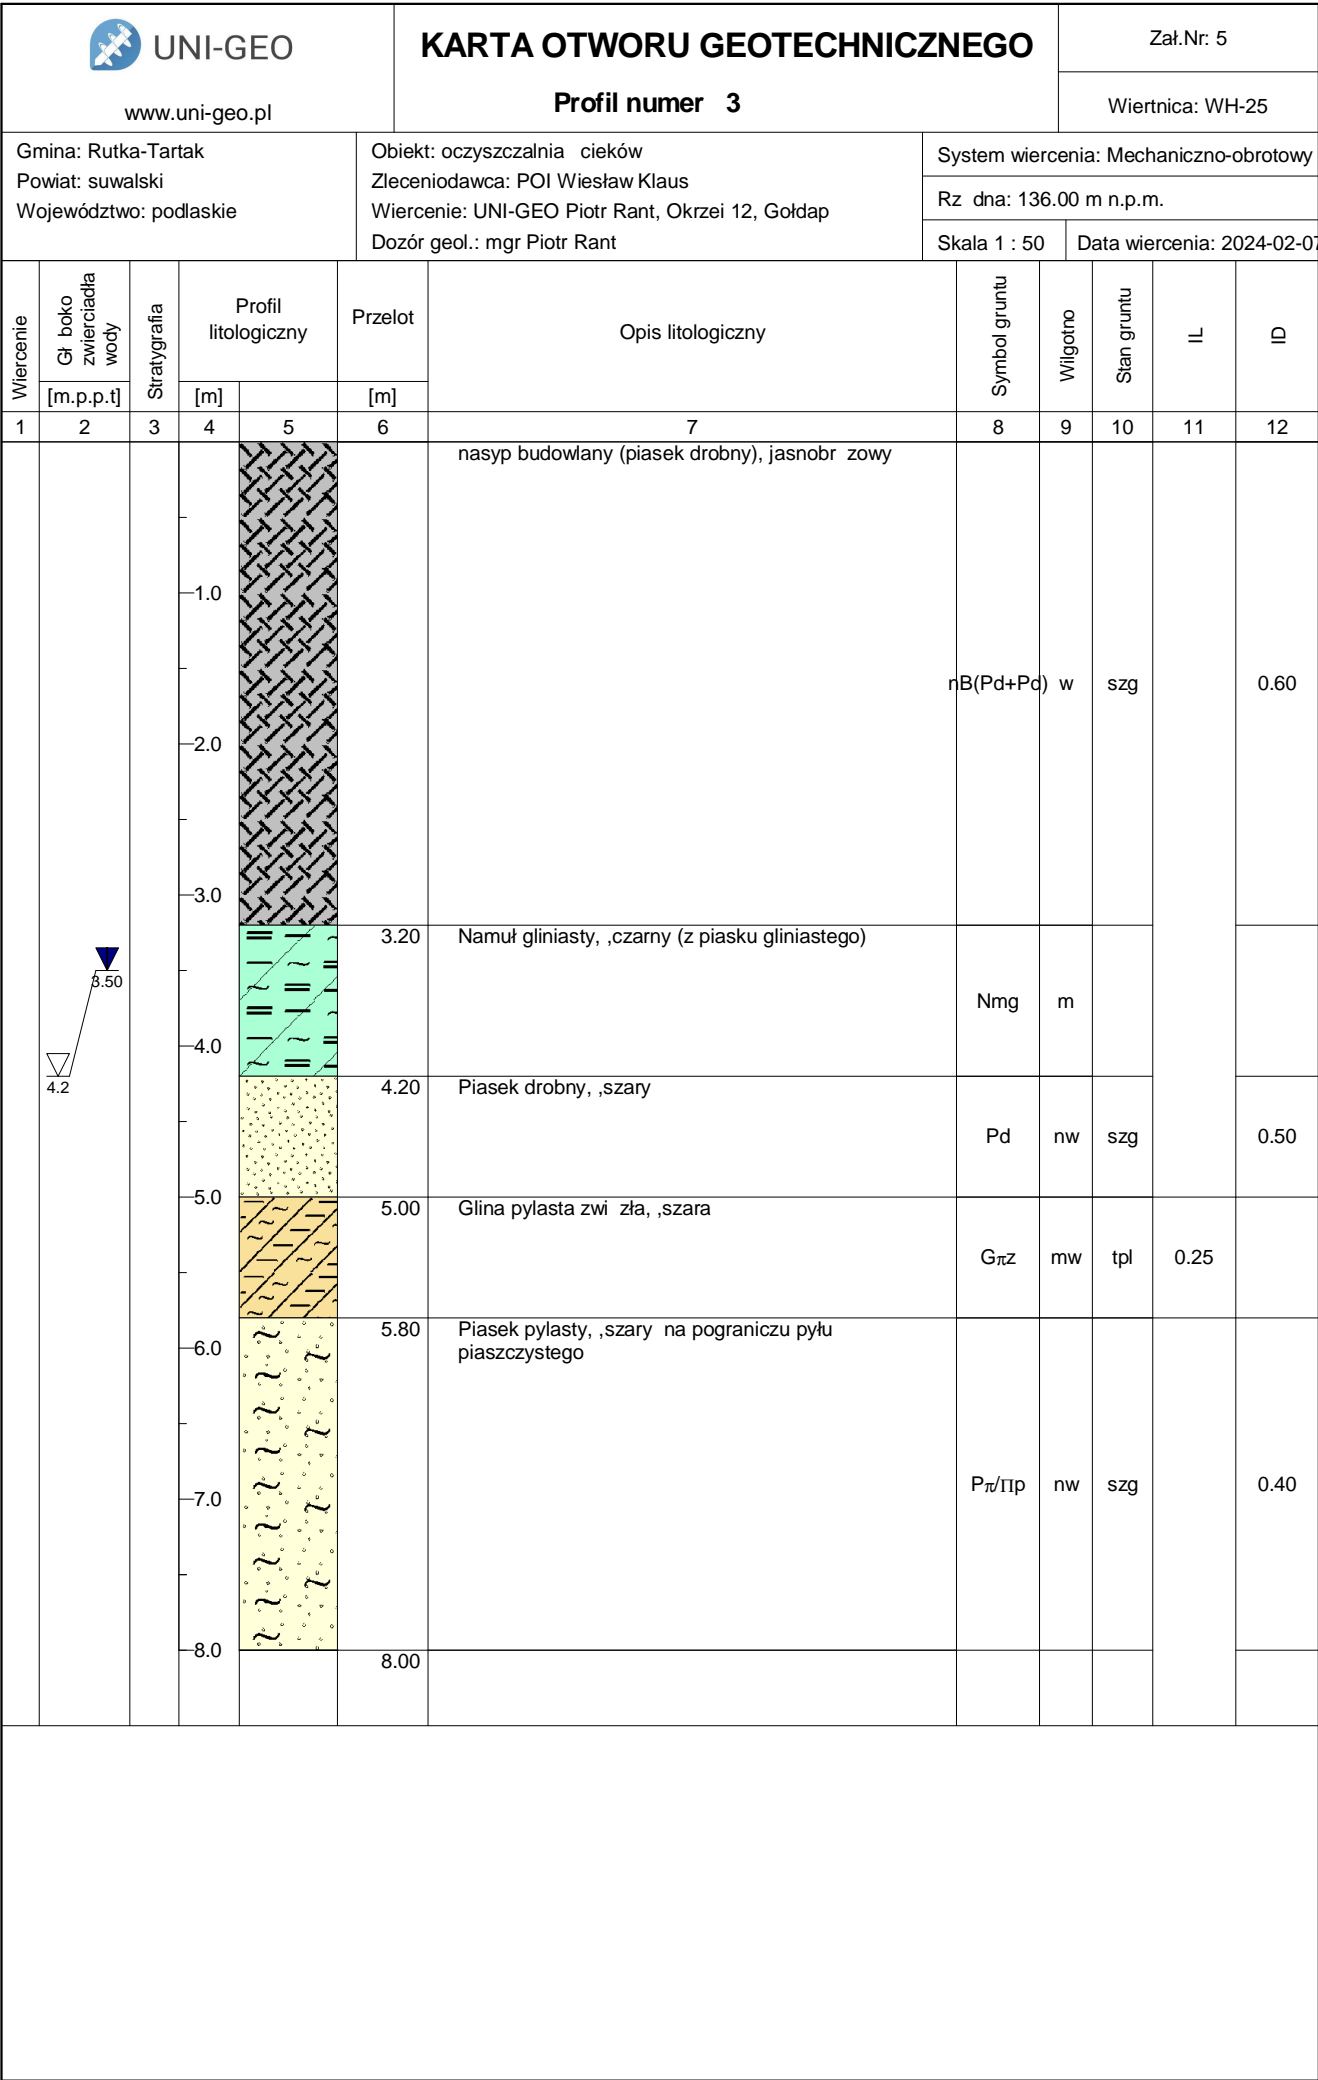 UNI-GEO
www.uni-geo.pl
KARTA OTWORU GEOTECHNICZNEGO
Profil numer 3
Zał.Nr: 5
Wiertnica: WH-25
Gmina: Rutka-Tartak
Powiat: suwalski
Województwo: podlaskie
Obiekt: oczyszczalnia cieków
Zleceniodawca: POI Wiesław Klaus
Wiercenie: UNI-GEO Piotr Rant, Okrzei 12, Gołdap
Dozór geol.: mgr Piotr Rant
System wiercenia: Mechaniczno-obrotowy
Rz dna: 136.00 m n.p.m.
Skala 1 : 50
Data wiercenia: 2024-02-07
Wiercenie
Gł boko
zwierciadła
wody
[m.p.p.t]
Stratygrafia
Profil
litologiczny
[m]
Przelot
[m]
Opis litologiczny
Symbol gruntu
Wilgotno
Stan gruntu
IL
ID
1 2 3 4 5 6 7 8 9 10 11 12
nasyp budowlany (piasek drobny), jasnobr zowy
1.0
nB(Pd+Pd) w szg 0.60
2.0
3.0
3.20 Namuł gliniasty, ,czarny (z piasku gliniastego)
3.50
Nmg m
4.0
4.2
4.20 Piasek drobny, ,szary
Pd nw szg 0.50
5.0
5.00 Glina pylasta zwi zła, ,szara
Gπz mw tpl 0.25
5.80 Piasek pylasty, ,szary na pograniczu pyłu
piaszczystego
6.0
7.0
Pπ/Πp nw szg 0.40
8.0
8.00